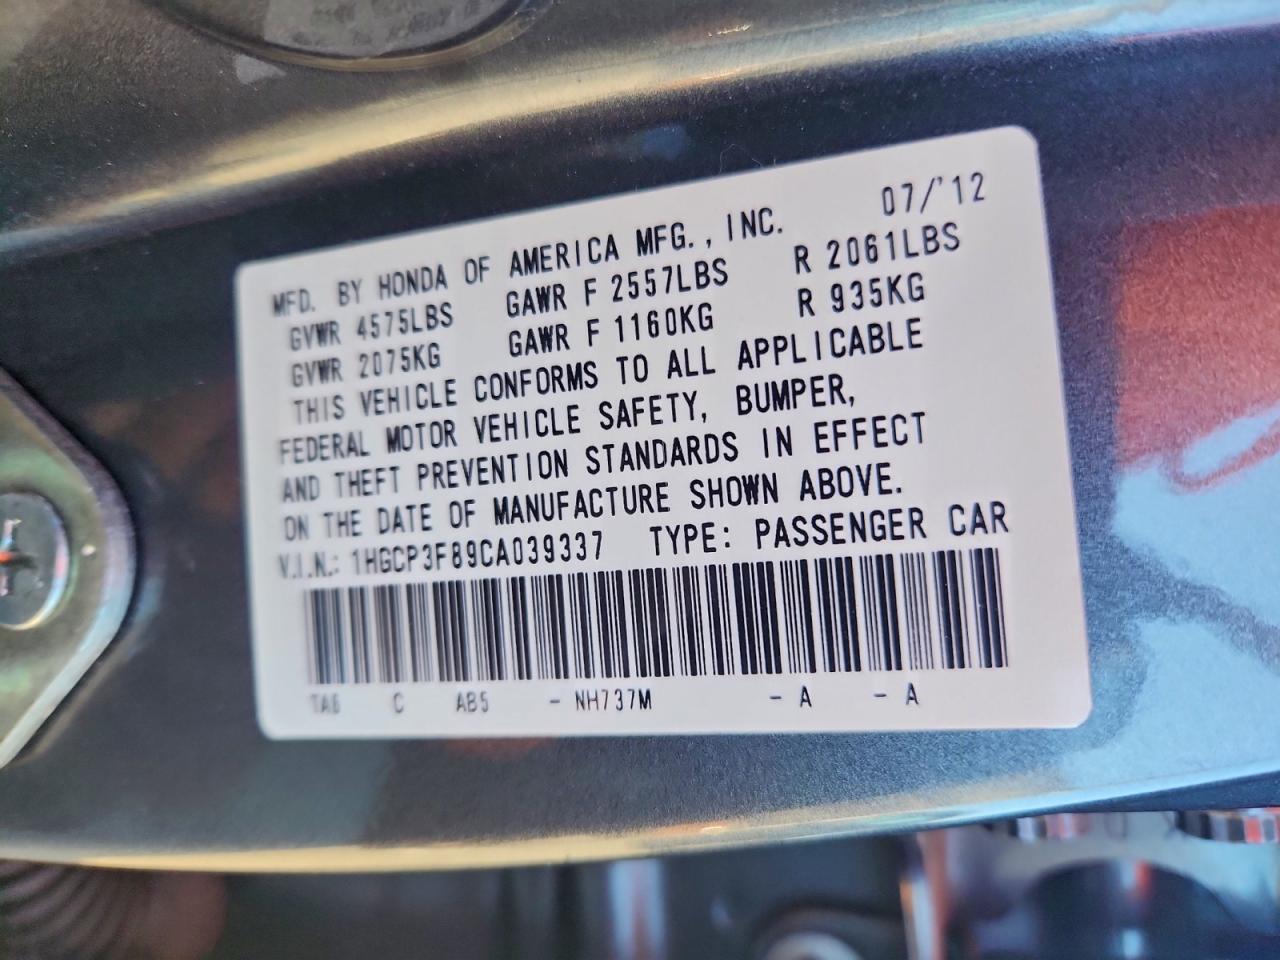 07/'12
MFD. BY HONDA OF AMERICA MFG., INC.
GVWR 4575LBS GAWR F 2557LBS R 2061LBS
GVWR 2075KG GAWR F 1160KG R 935KG
THIS VEHICLE CONFORMS TO ALL APPLICABLE
FEDERAL MOTOR VEHICLE SAFETY, BUMPER,
AND THEFT PREVENTION STANDARDS IN EFFECT
ON THE DATE OF MANUFACTURE SHOWN ABOVE.
V.I.N.: 1HGCP3F89CA039337 TYPE: PASSENGER CAR
TA6 C AB5 - NH737M - A - A